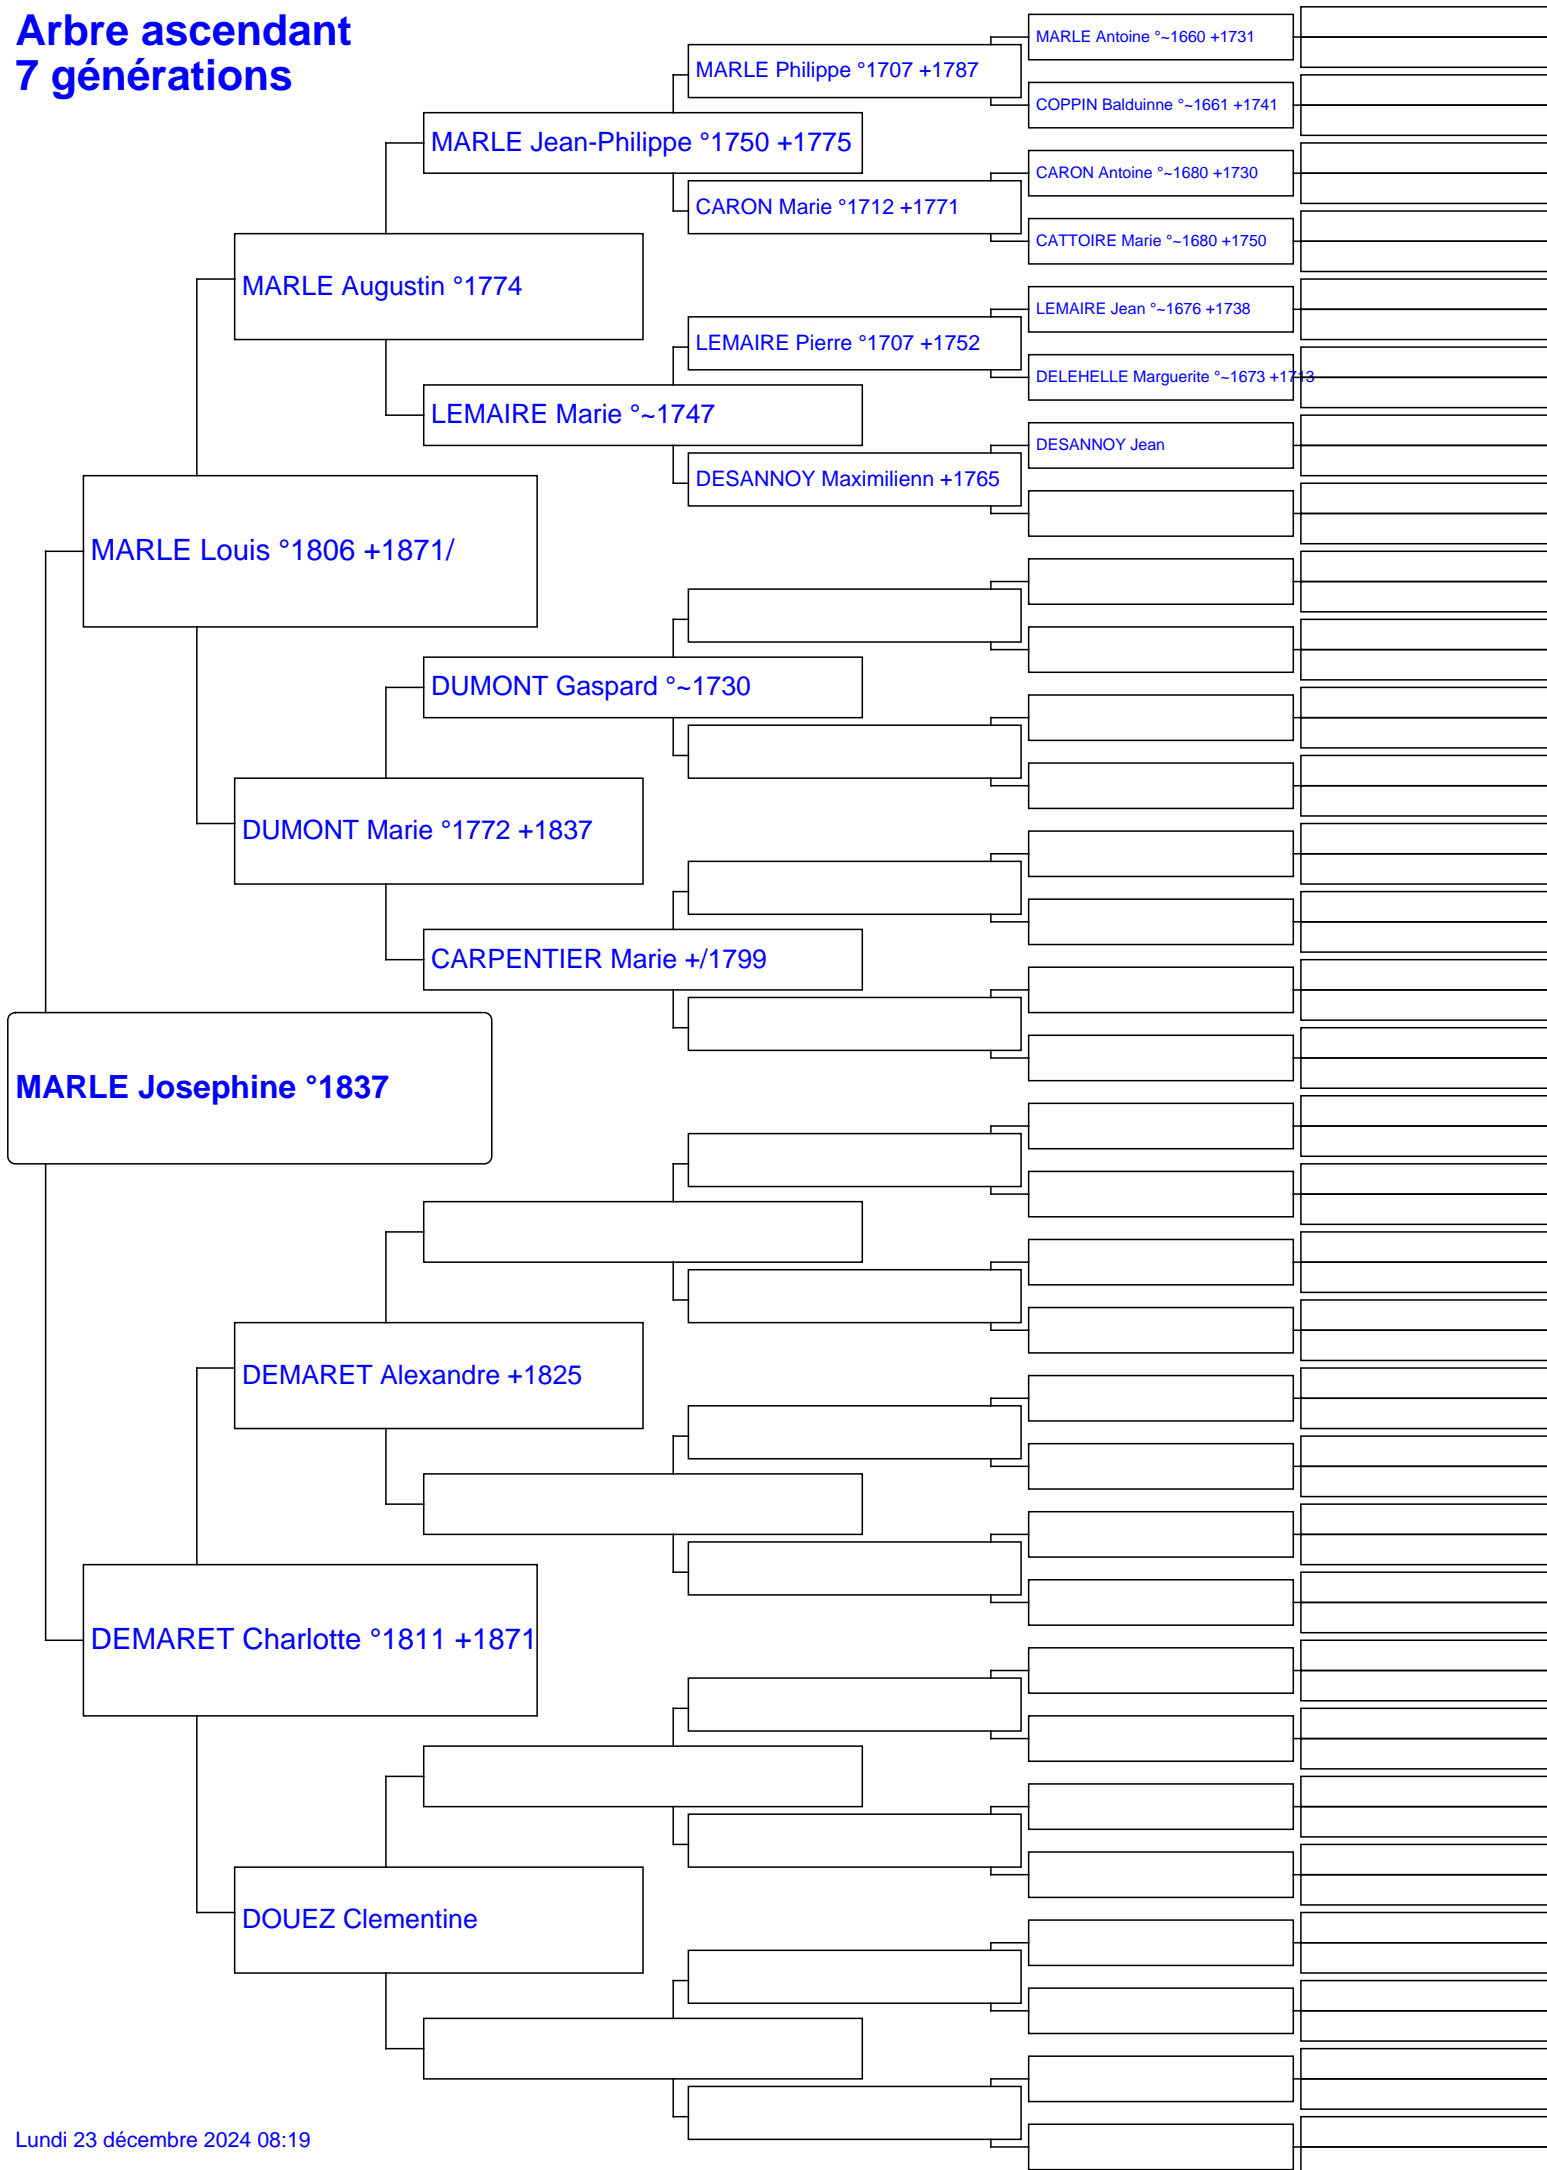 Arbre ascendant
7 générations
MARLE Antoine °~1660 +1731
MARLE Philippe °1707 +1787
COPPIN Balduinne °~1661 +1741
MARLE Jean-Philippe °1750 +1775
CARON Antoine °~1680 +1730
CARON Marie °1712 +1771
CATTOIRE Marie °~1680 +1750
MARLE Augustin °1774
LEMAIRE Jean °~1676 +1738
LEMAIRE Pierre °1707 +1752
DELEHELLE Marguerite °~1673 +1713
LEMAIRE Marie °~1747
DESANNOY Jean
DESANNOY Maximilienn +1765
MARLE Louis °1806 +1871/
DUMONT Gaspard °~1730
DUMONT Marie °1772 +1837
CARPENTIER Marie +/1799
MARLE Josephine °1837
DEMARET Alexandre +1825
DEMARET Charlotte °1811 +1871
DOUEZ Clementine
Lundi 23 décembre 2024 08:19